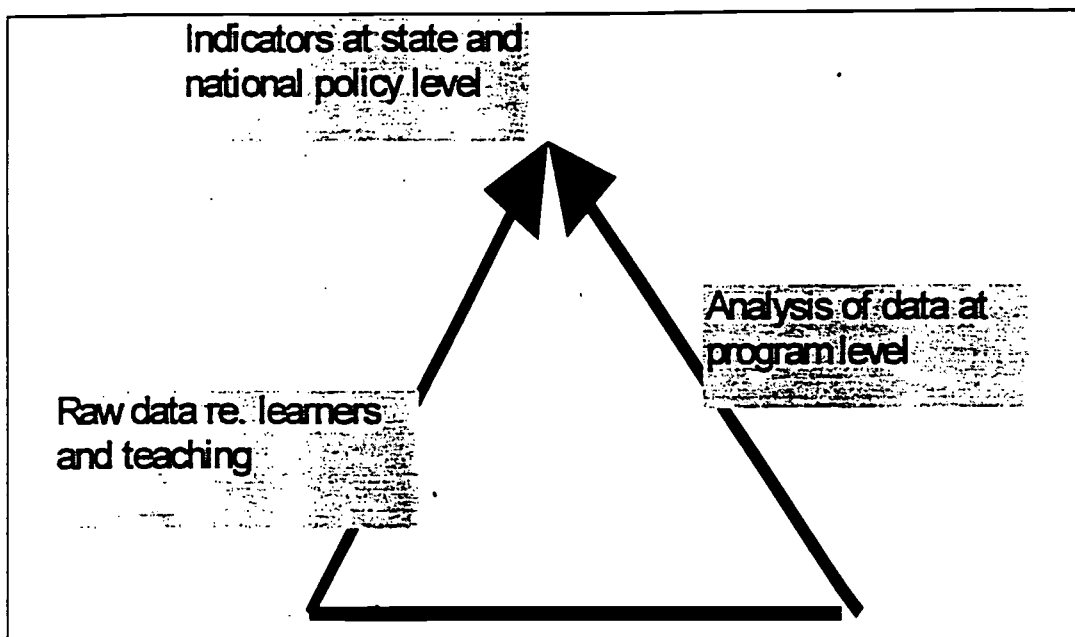 Indicators at state and
national policy level
Analysis of data at
program level
Raw data re. learners
and teaching